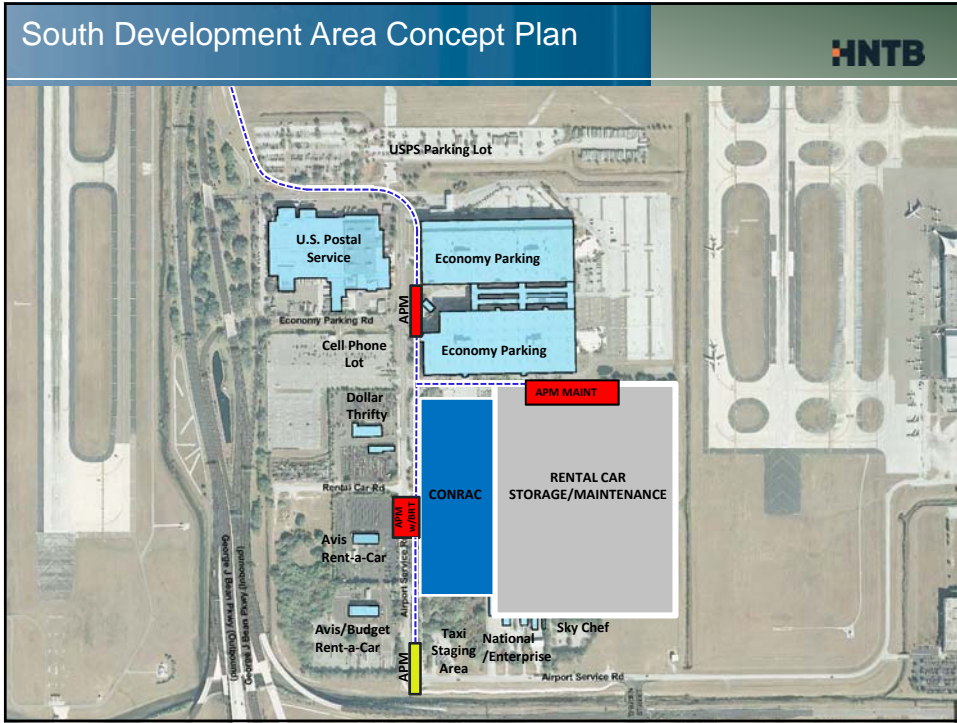 South Development Area Concept Plan
HNTB
USPS Parking Lot
U.S. Postal
Service
Economy Parking
APM
Economy Parking Rd
Cell Phone
Lot
Economy Parking
APM MAINT
Dollar
Thrifty
Rental Car Rd
CONRAC
RENTAL CAR
STORAGE/MAINTENANCE
APM
w/BRT
Avis
Rent-a-Car
Airport Service Rd
George J Bean Pkwy (Inbound)
George J Bean Pkwy (Outbound)
Avis/Budget
Rent-a-Car
Taxi
Staging
Area
National
/Enterprise
Sky Chef
APM
Airport Service Rd